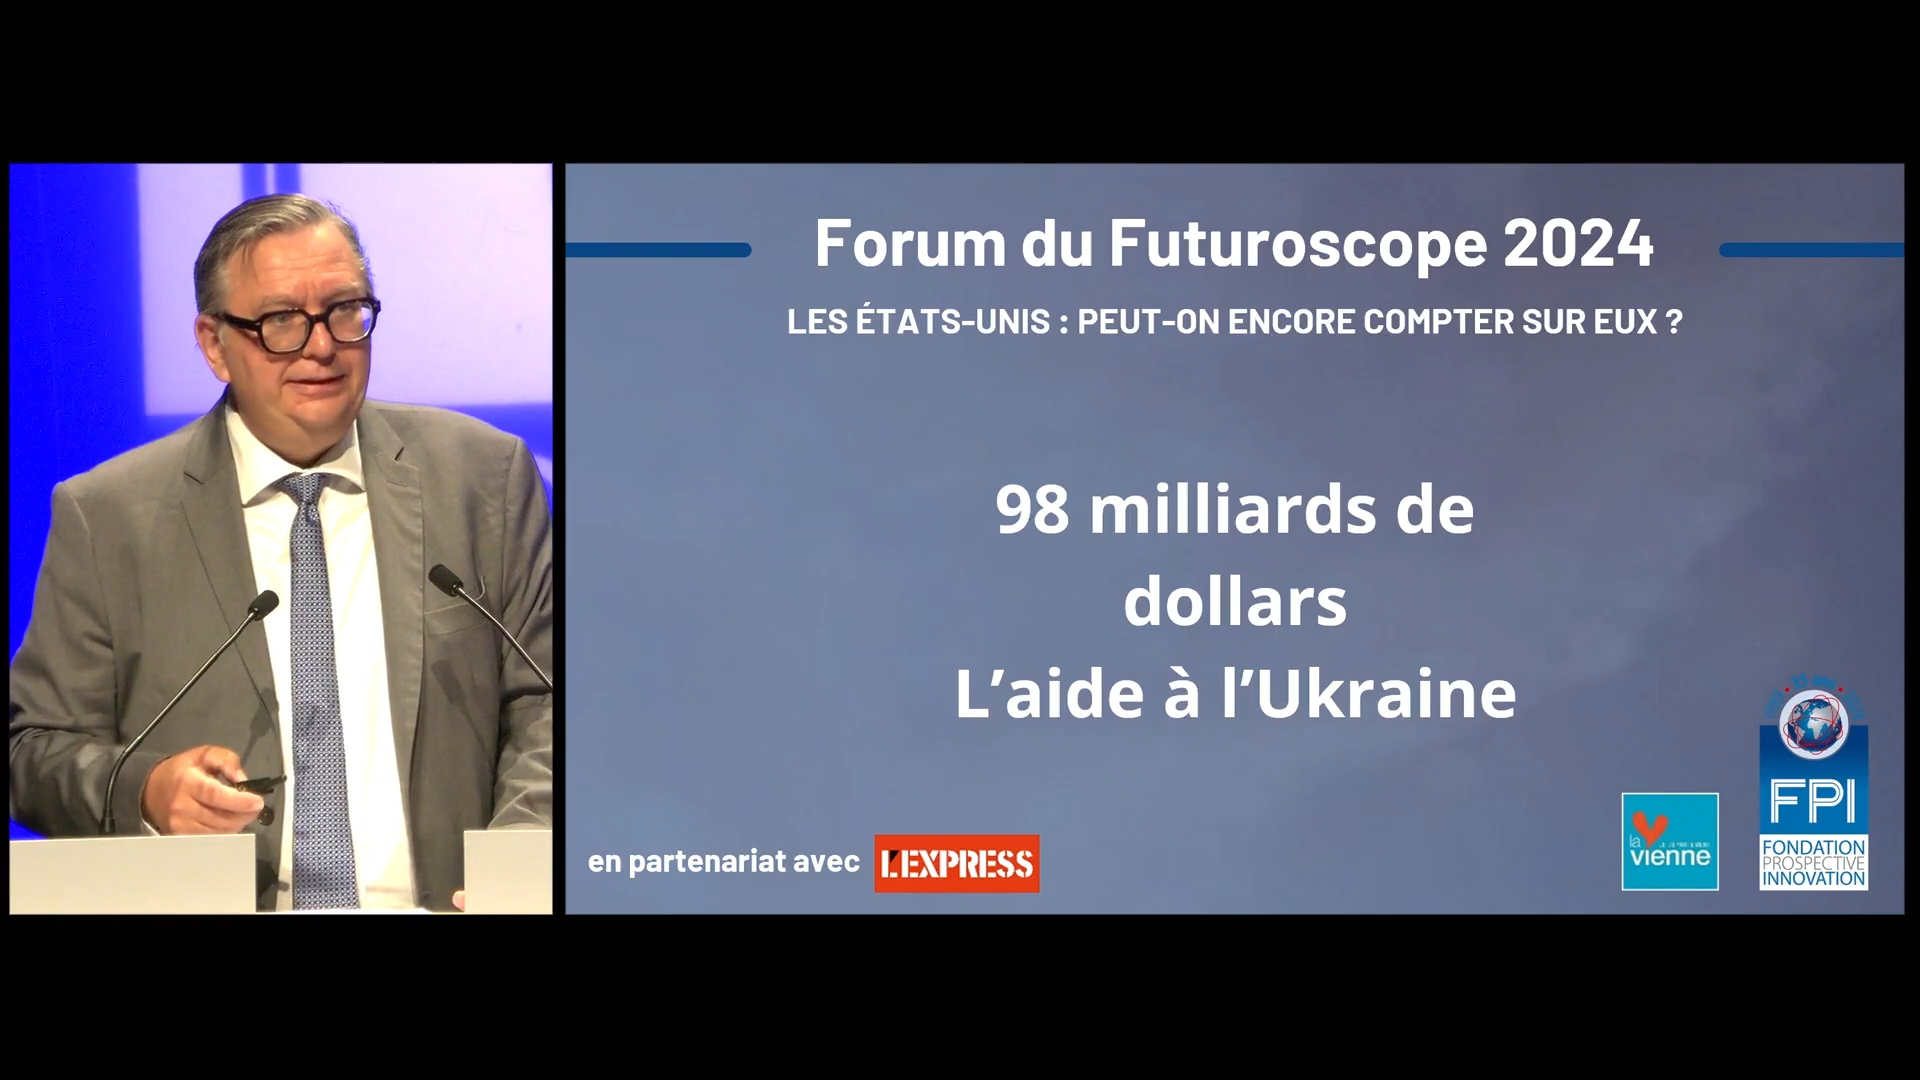 Forum du Futuroscope 2024
LES ÉTATS-UNIS : PEUT-ON ENCORE COMPTER SUR EUX ?
98 milliards de
dollars
L’aide à l’Ukraine
en partenariat avec
L'EXPRESS
la
vienne
FPI
FONDATION
PROSPECTIVE
INNOVATION